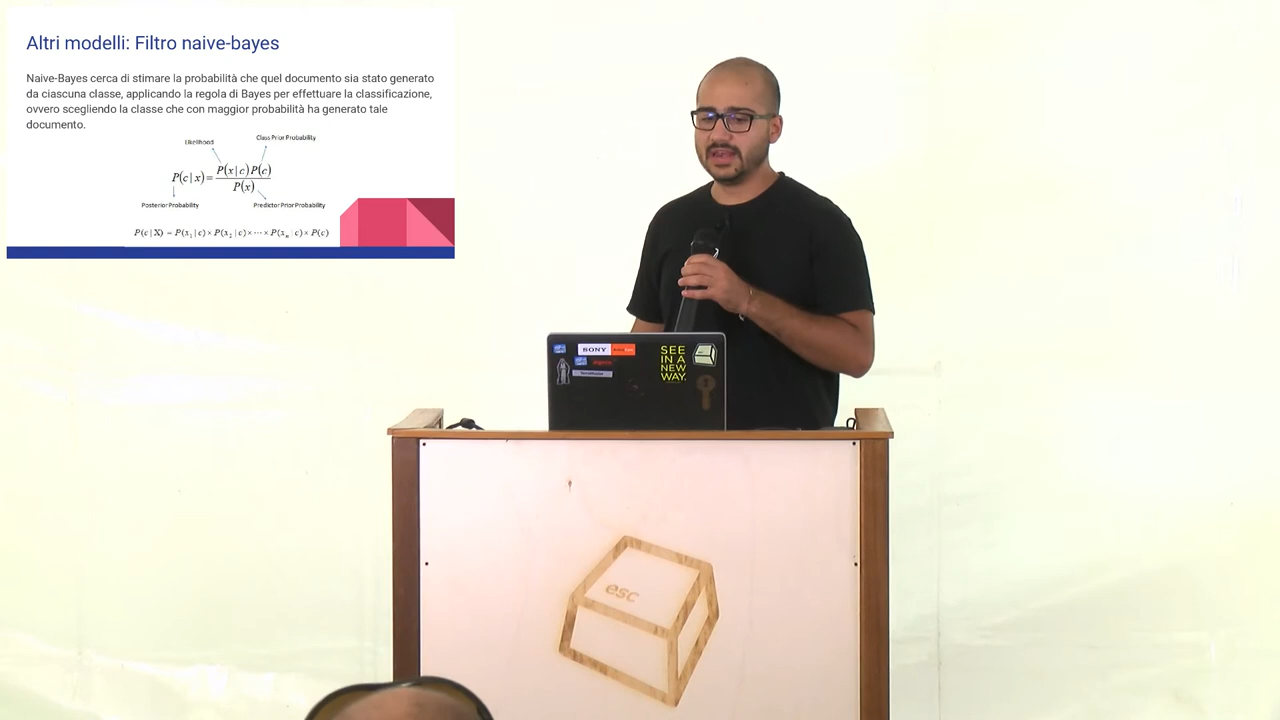 Altri modelli: Filtro naive-bayes
Naive-Bayes cerca di stimare la probabilità che quel documento sia stato generato
da ciascuna classe, applicando la regola di Bayes per effettuare la classificazione,
ovvero scegliendo la classe che con maggior probabilità ha generato tale
documento.
Likelihood
Class Prior Probability
P(c|x) = P(x|c)P(c) / P(x)
Posterior Probability
Predictor Prior Probability
P(c|X) = P(x₁|c) × P(x₂|c) × ⋯ × P(xₙ|c) × P(c)
SONY
SEE
IN A
NEW
WAY.
esc